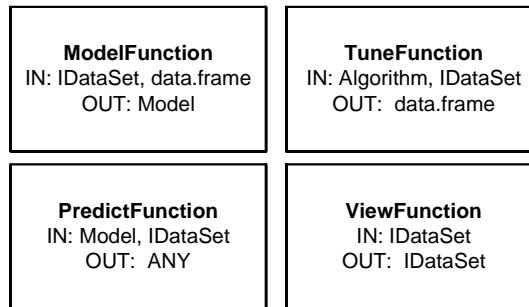 ModelFunction
IN: IDataSet, data.frame
OUT: Model
TuneFunction
IN: Algorithm, IDataSet
OUT: data.frame
PredictFunction
IN: Model, IDataSet
OUT: ANY
ViewFunction
IN: IDataSet
OUT: IDataSet